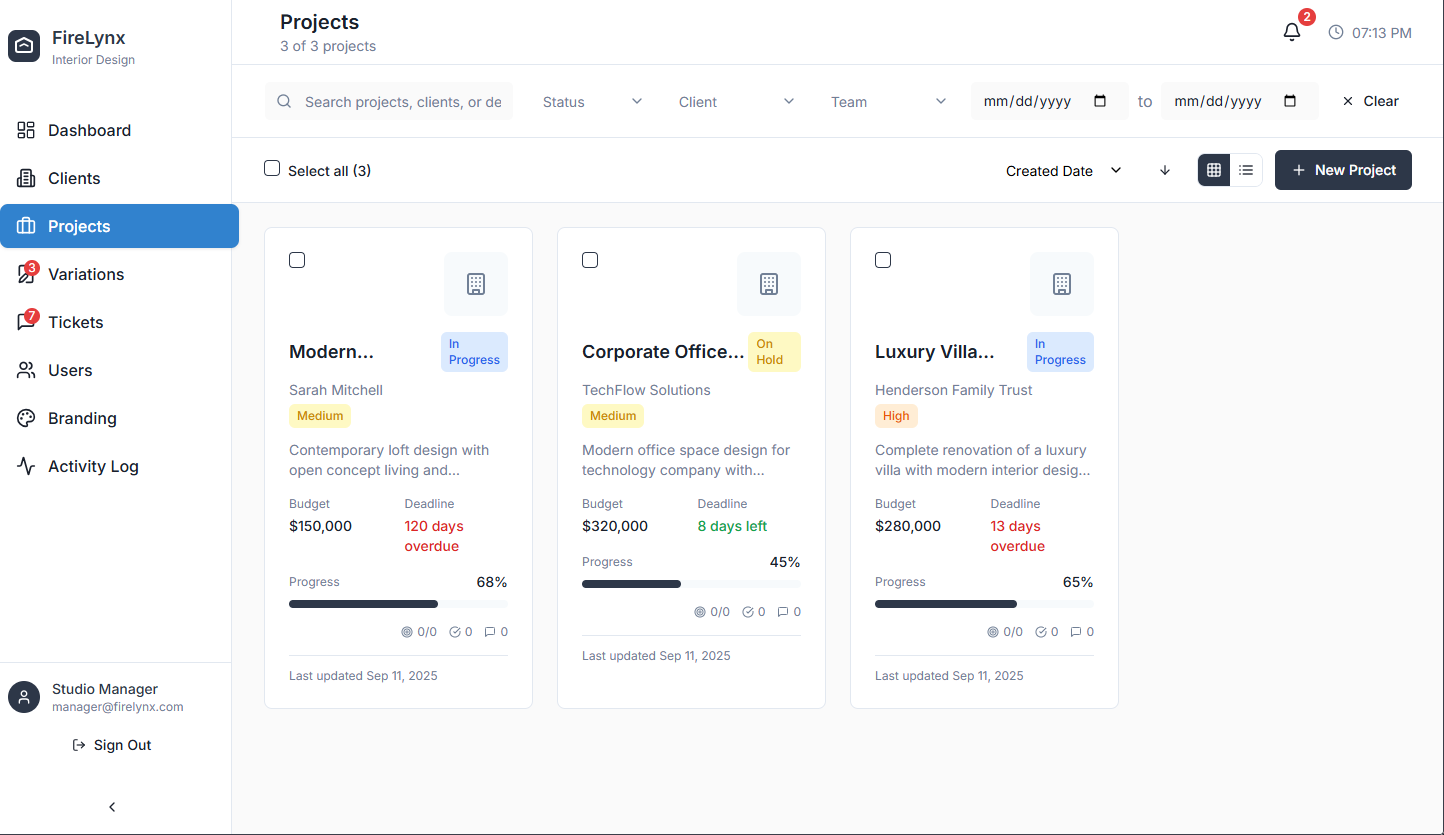 FireLynx
Interior Design
Dashboard
Clients
Projects
3
Variations
7
Tickets
Users
Branding
Activity Log
Studio Manager
manager@firelynx.com
Sign Out
Projects
3 of 3 projects
2
07:13 PM
Search projects, clients, or de
Status
Client
Team
mm/dd/yyyy
to
mm/dd/yyyy
Clear
Select all (3)
Created Date
New Project
Modern...
In
Progress
Sarah Mitchell
Medium
Contemporary loft design with
open concept living and...
Budget
Deadline
$150,000
120 days
overdue
Progress
68%
0/0
0
0
Last updated Sep 11, 2025
Corporate Office...
On
Hold
TechFlow Solutions
Medium
Modern office space design for
technology company with...
Budget
Deadline
$320,000
8 days left
Progress
45%
0/0
0
0
Last updated Sep 11, 2025
Luxury Villa...
In
Progress
Henderson Family Trust
High
Complete renovation of a luxury
villa with modern interior desig...
Budget
Deadline
$280,000
13 days
overdue
Progress
65%
0/0
0
0
Last updated Sep 11, 2025